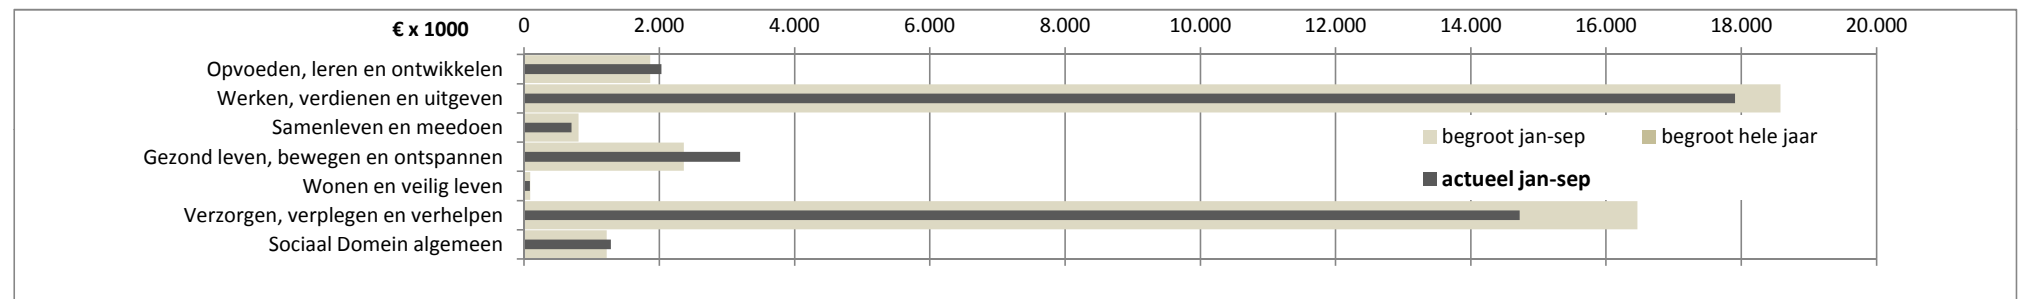 € x 1000 0 2.000 4.000 6.000 8.000 10.000 12.000 14.000 16.000 18.000 20.000
Opvoeden, leren en ontwikkelen
Werken, verdienen en uitgeven
Samenleven en meedoen
begroot jan-sep begroot hele jaar
Gezond leven, bewegen en ontspannen
actueel jan-sep
Wonen en veilig leven
Verzorgen, verplegen en verhelpen
Sociaal Domein algemeen